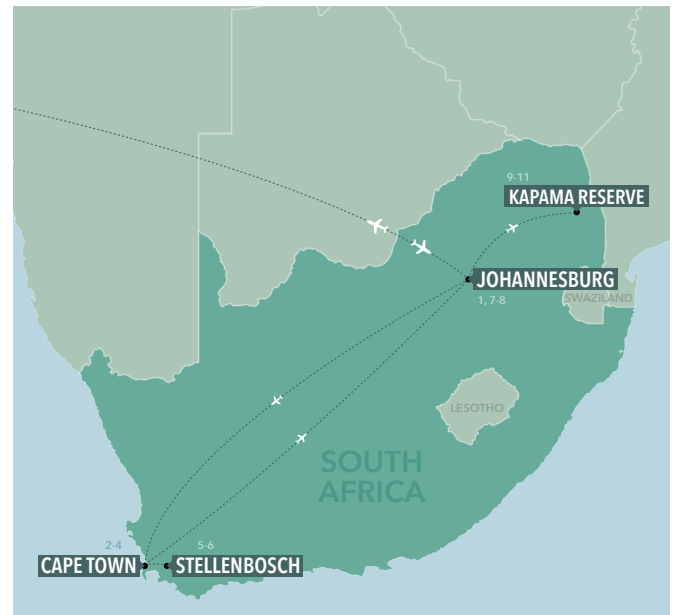 9-11
KAPAMA RESERVE
JOHANNESBURG
1, 7-8
SWAZILAND
LESOTHO
SOUTH
AFRICA
2-4
CAPE TOWN
5-6
STELLENBOSCH